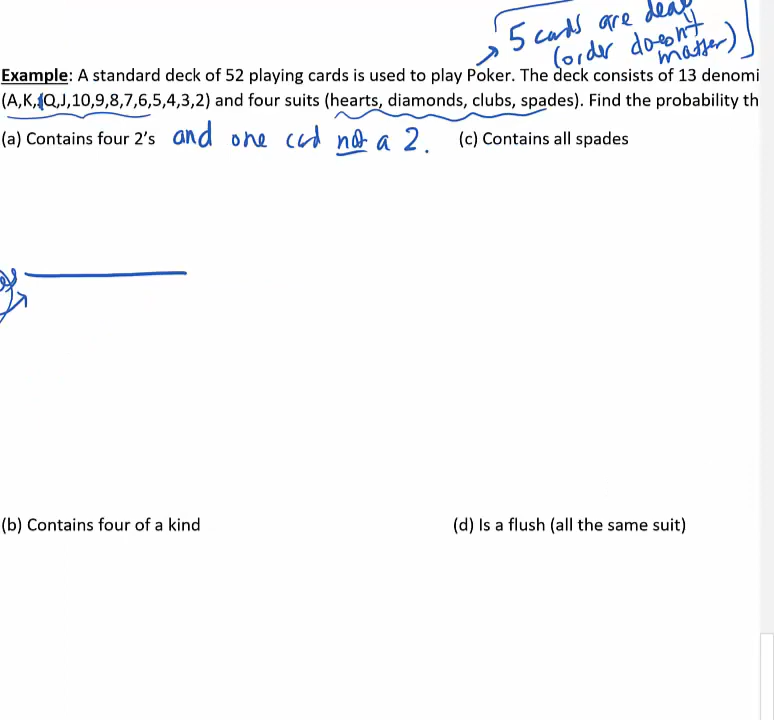 5 cards are
(order doesn't matter)
Example: A standard deck of 52 playing cards is used to play Poker. The deck consists of 13 denomi
(A,K,Q,J,10,9,8,7,6,5,4,3,2) and four suits (hearts, diamonds, clubs, spades). Find the probability th
(a) Contains four 2's and one card not a 2. (c) Contains all spades
(b) Contains four of a kind (d) Is a flush (all the same suit)